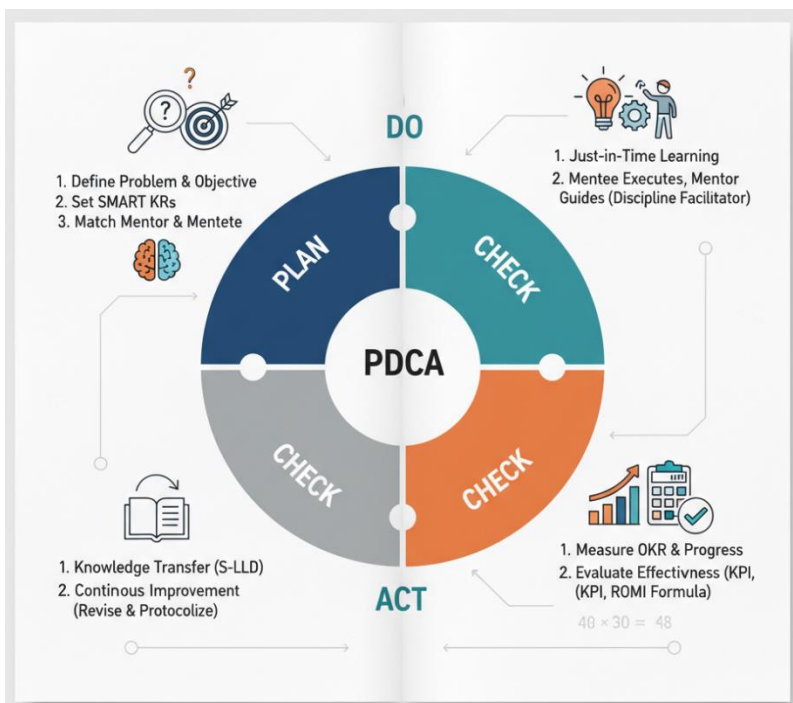 ?
?
DO
1. Define Problem & Objective
2. Set SMART KRs
3. Match Mentor & Mentete
1. Just-in-Time Learning
2. Mentee Executes, Mentor
Guides (Discipline Facilitator)
PLAN
CHECK
PDCA
CHECK
CHECK
1. Knowledge Transfer (S-LLD)
2. Continous Improvement
(Revise & Protocolize)
ACT
1. Measure OKR & Progress
2. Evaluate Effectivness (KPI,
(KPI, ROMI Formula)
40 × 30 = 48